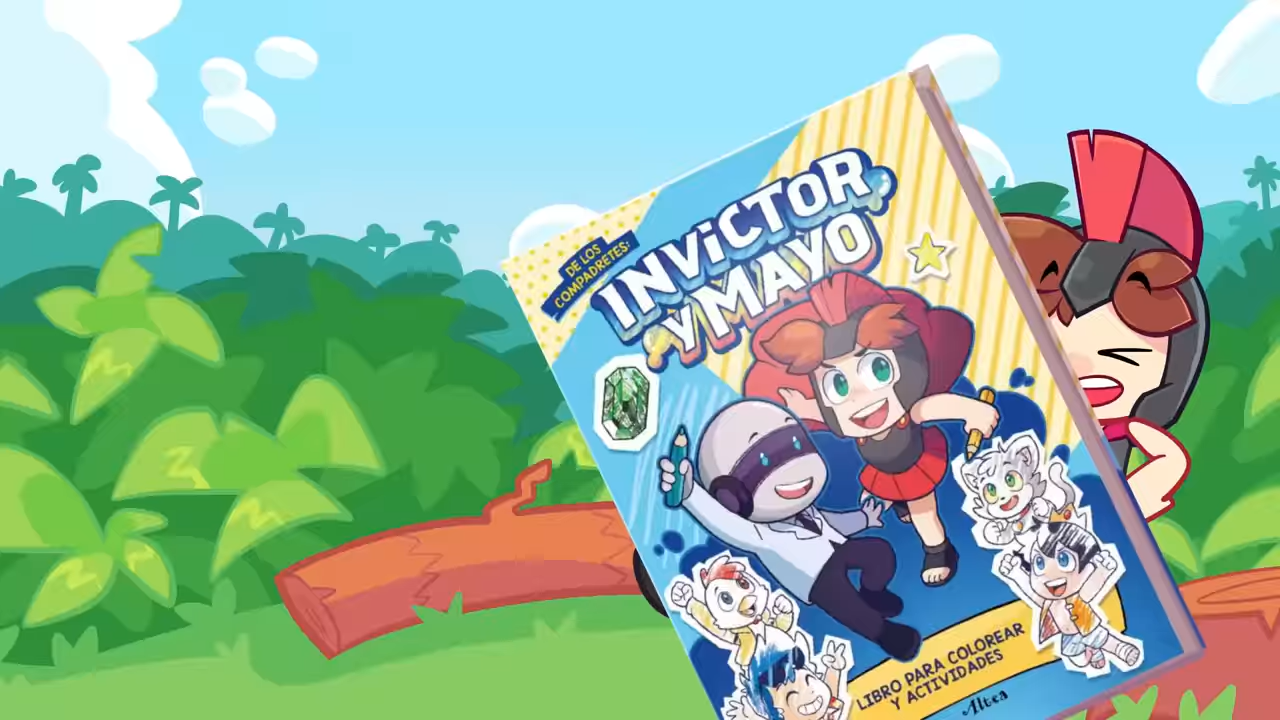 DE LOS
COMPADRETES:
INViCTOR
Y MAYO
LIBRO PARA COLOREAR
Y ACTIVIDADES
Altea